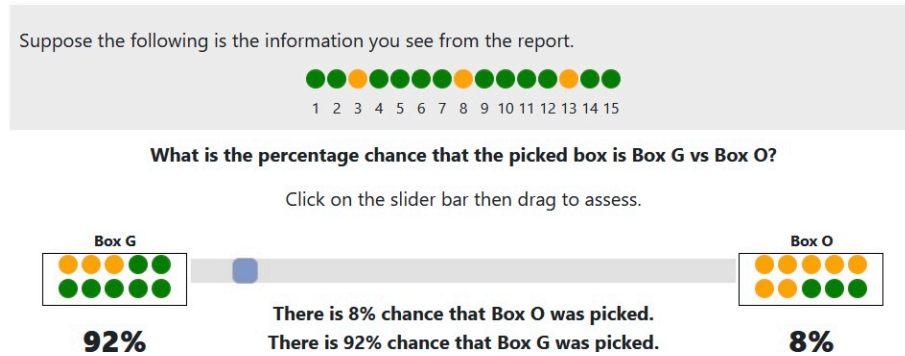 Suppose the following is the information you see from the report.
1 2 3 4 5 6 7 8 9 10 11 12 13 14 15
What is the percentage chance that the picked box is Box G vs Box O?
Click on the slider bar then drag to assess.
Box G
Box O
There is 8% chance that Box O was picked.
92%
There is 92% chance that Box G was picked.
8%